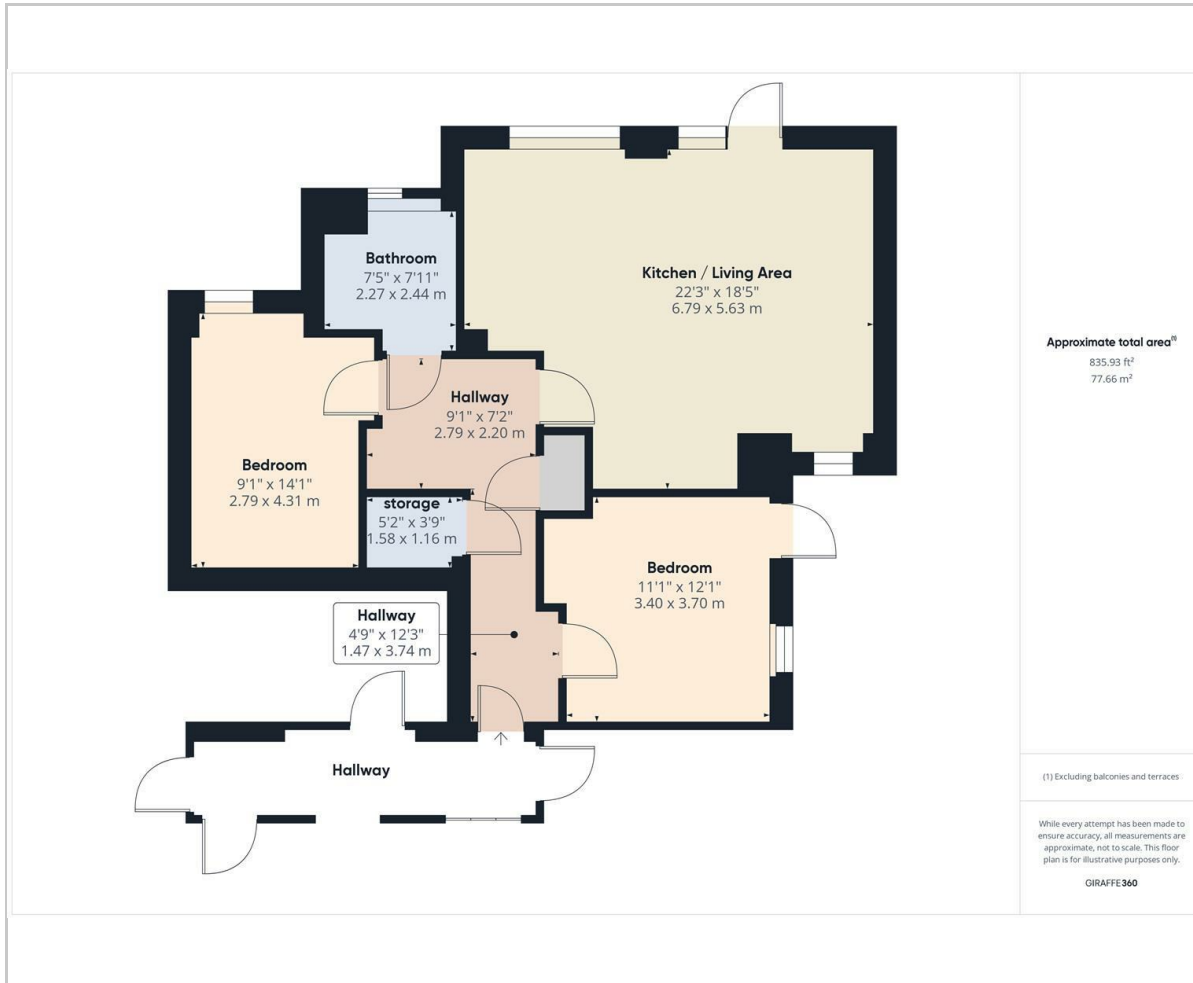 Bathroom
7'5" x 7'11"
2.27 x 2.44 m
Kitchen / Living Area
22'3" x 18'5"
6.79 x 5.63 m
Hallway
9'1" x 7'2"
2.79 x 2.20 m
Bedroom
9'1" x 14'1"
2.79 x 4.31 m
storage
5'2" x 3'9"
1.58 x 1.16 m
Bedroom
11'1" x 12'1"
3.40 x 3.70 m
Hallway
4'9" x 12'3"
1.47 x 3.74 m
Hallway
Approximate total area⁽¹⁾
835.93 ft²
77.66 m²
(1) Excluding balconies and terraces
While every attempt has been made to
ensure accuracy, all measurements are
approximate, not to scale. This floor
plan is for illustrative purposes only.
GIRAFFE360